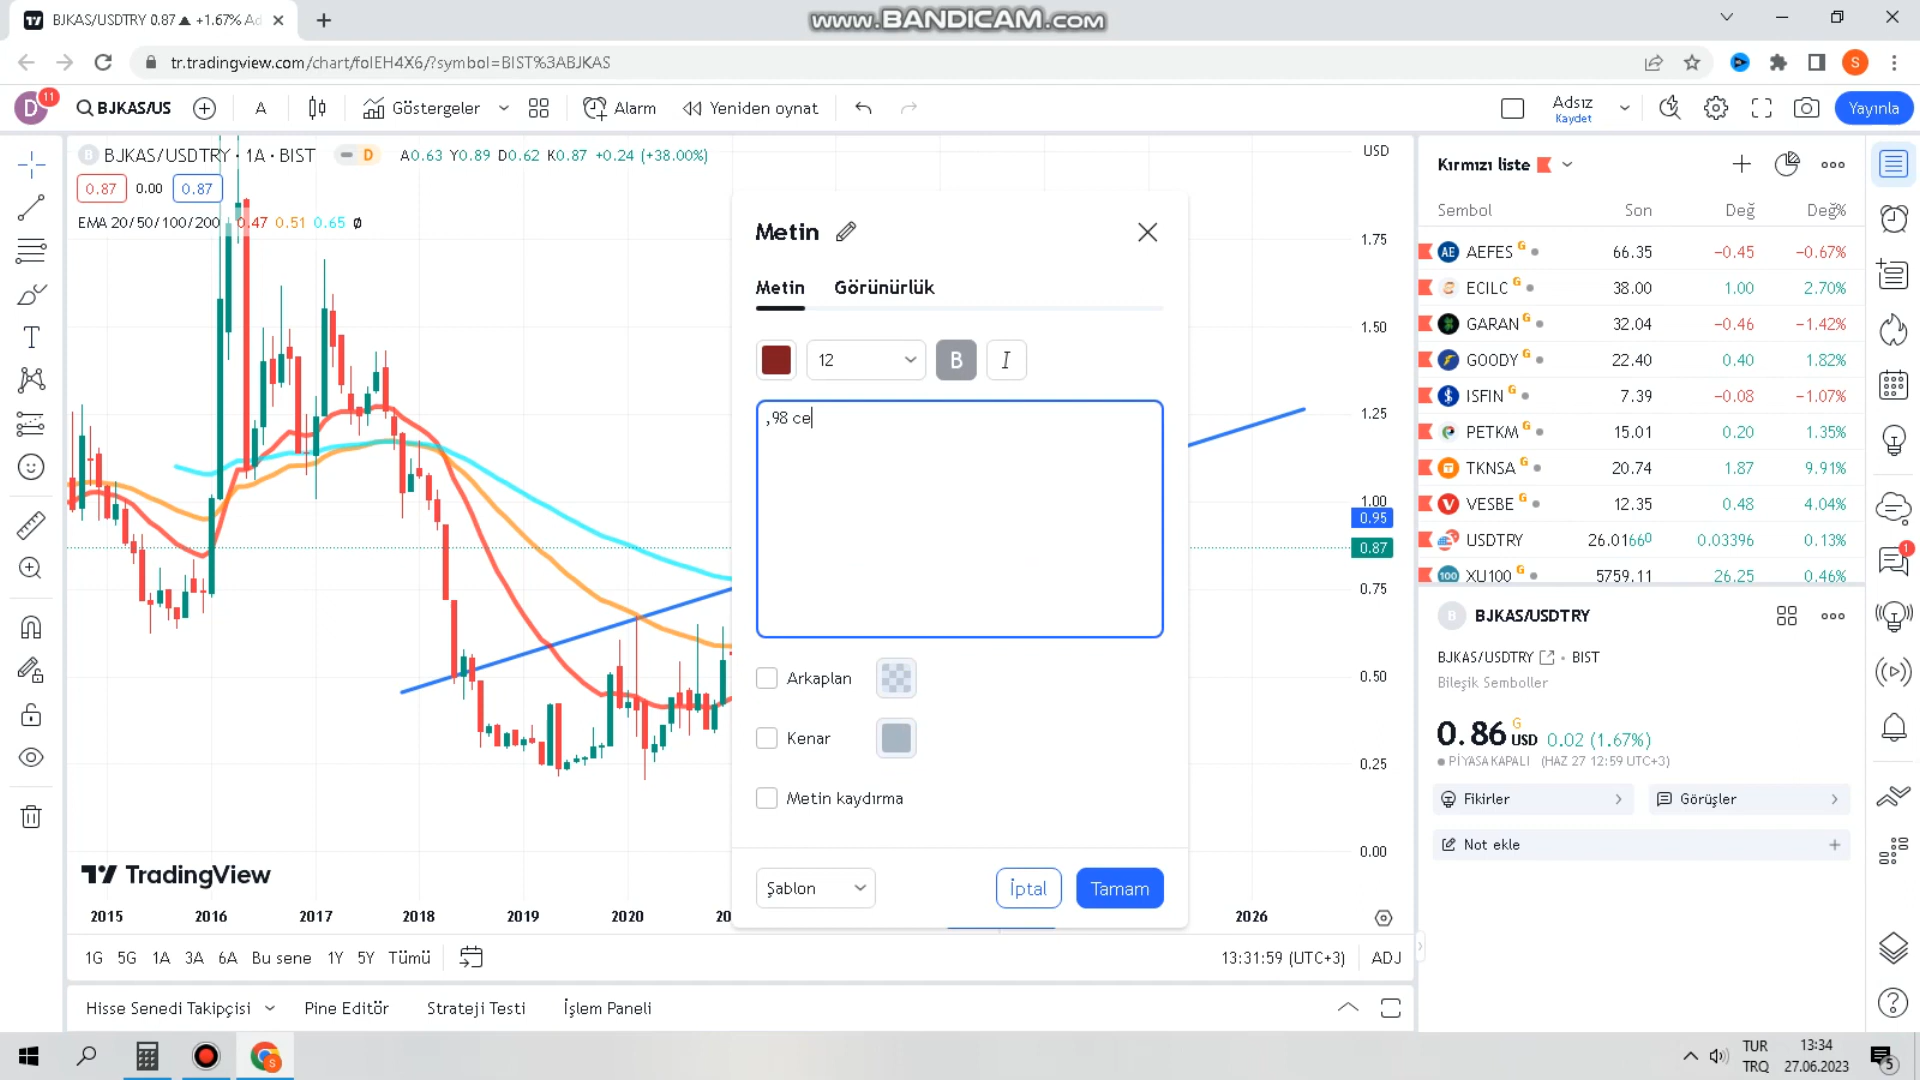 BJKAS/USDTRY 0.87▲ +1.67% Ad
www.BANDICAM.com
tr.tradingview.com/chart/folEH4X6/?symbol=BIST%3ABJKAS
S
D 11 BJKAS/US A Göstergeler Alarm Yeniden oynat Adsız Kaydet Yayınla
B BJKAS/USDTRY · 1A · BIST D A0.63 Y0.89 D0.62 K0.87 +0.24 (+38.00%)
0.87 0.00 0.87
EMA 20/50/100/200 0.47 0.51 0.65 Ø
USD
1.75
1.50
1.25
1.00
0.95
0.87
0.75
0.50
0.25
0.00
Metin
Metin Görünürlük
12 B I
,98 ce
Arkaplan
Kenar
Metin kaydırma
Şablon İptal Tamam
TradingView
2015 2016 2017 2018 2019 2020 20 2026
1G 5G 1A 3A 6A Bu sene 1Y 5Y Tümü 13:31:59 (UTC+3) ADJ
Hisse Senedi Takipçisi Pine Editör Strateji Testi İşlem Paneli
Kırmızı liste
Sembol Son Değ Değ%
AE AEFES G 66.35 −0.45 −0.67%
ECILC G 38.00 1.00 2.70%
GARAN G 32.04 −0.46 −1.42%
GOODY G 22.40 0.40 1.82%
ISFIN G 7.39 −0.08 −1.07%
PETKM G 15.01 0.20 1.35%
TKNSA G 20.74 1.87 9.91%
VESBE G 12.35 0.48 4.04%
USDTRY 26.0166⁰ 0.03396 0.13%
100 XU100 G 5759.11 26.25 0.46%
B BJKAS/USDTRY
BJKAS/USDTRY • BIST
Bileşik Semboller
0.86 G USD 0.02 (1.67%)
PİYASA KAPALI (HAZ 27 12:59 UTC+3)
Fikirler Görüşler
Not ekle
1
TUR 13:34
TRQ 27.06.2023 5